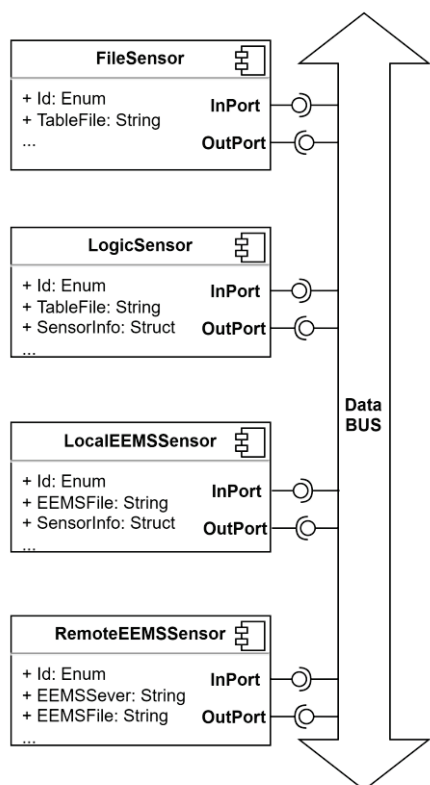 FileSensor
+ Id: Enum
InPort
+ TableFile: String
...
OutPort
LogicSensor
+ Id: Enum
InPort
+ TableFile: String
+ SensorInfo: Struct
OutPort
...
Data
BUS
LocalEEMSSensor
+ Id: Enum
InPort
+ EEMSFile: String
+ SensorInfo: Struct
OutPort
...
RemoteEEMSSensor
+ Id: Enum
InPort
+ EEMSSever: String
+ EEMSFile: String
OutPort
...